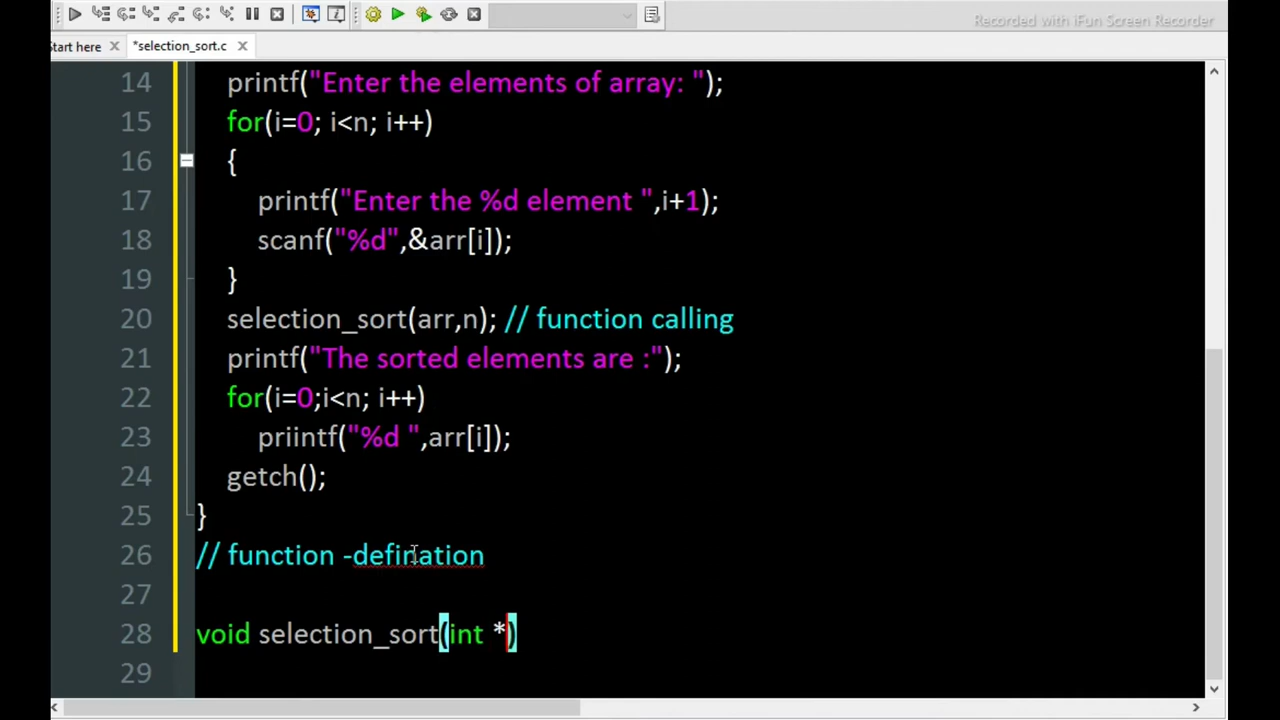 Recorded with iFun Screen Recorder
tart here
*selection_sort.c
14 printf("Enter the elements of array: ");
15 for(i=0; i<n; i++)
16 {
17 printf("Enter the %d element ",i+1);
18 scanf("%d",&arr[i]);
19 }
20 selection_sort(arr,n); // function calling
21 printf("The sorted elements are :");
22 for(i=0;i<n; i++)
23 priintf("%d ",arr[i]);
24 getch();
25 }
26 // function -defination
27
28 void selection_sort(int *)
29